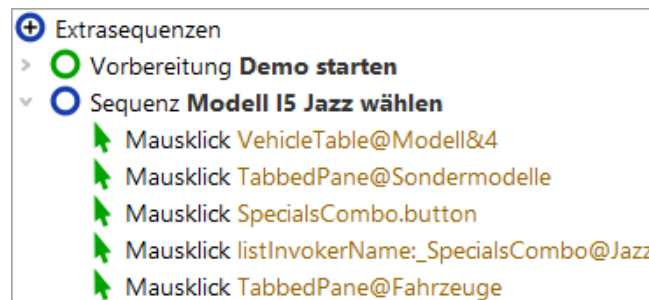 Extrasequenzen
Vorbereitung Demo starten
Sequenz Modell I5 Jazz wählen
Mausklick VehicleTable@Modell&4
Mausklick TabbedPane@Sondermodelle
Mausklick SpecialsCombo.button
Mausklick listInvokerName:_SpecialsCombo@Jazz
Mausklick TabbedPane@Fahrzeuge